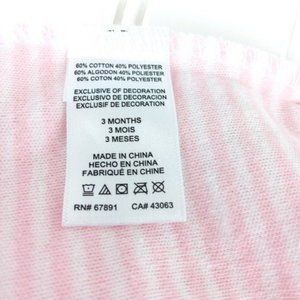 60% COTTON 40% POLYESTER
60% ALGODON 40% POLYESTER
60% COTON 40% POLYESTER
EXCLUSIVE OF DECORATION
EXCLUSIVO DE DECORACION
EXCLUSIF DE DECORATION
3 MONTHS
3 MOIS
3 MESES
MADE IN CHINA
HECHO EN CHINA
FABRIQUÉ EN CHINE
RN# 67891 CA# 43063